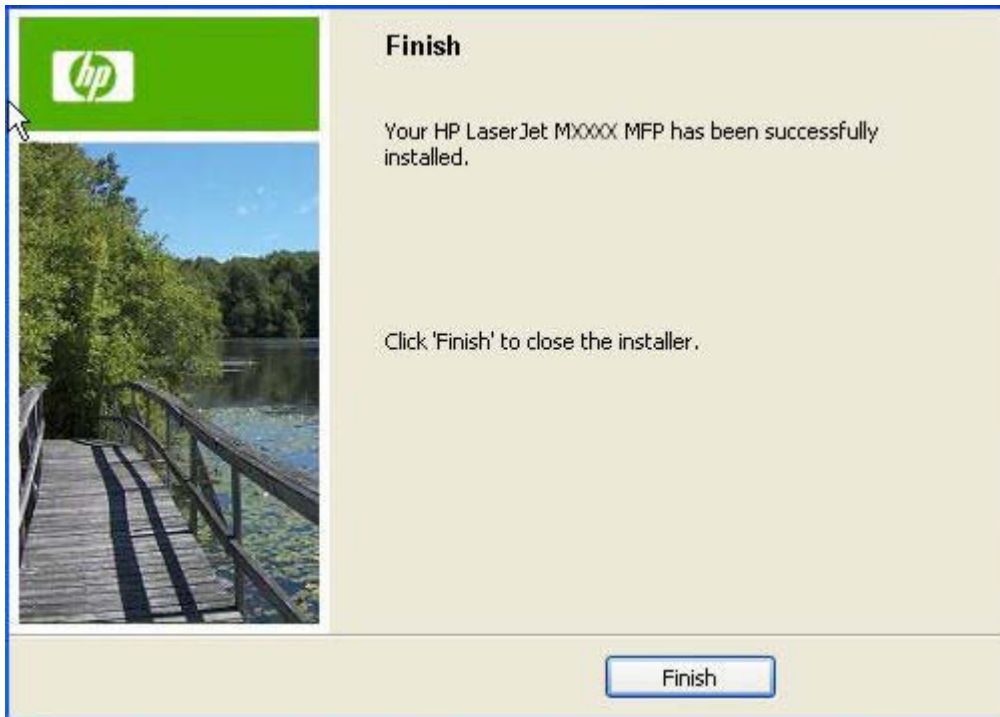 hp
Finish
Your HP LaserJet MXXXX MFP has been successfully
installed.
Click 'Finish' to close the installer.
Finish